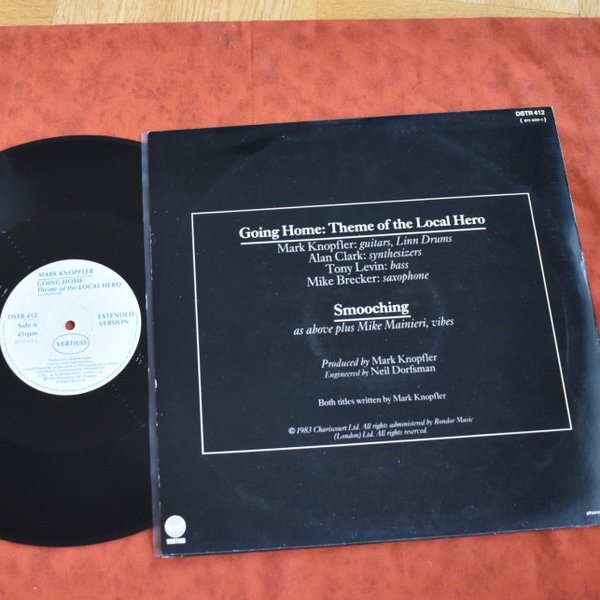 DSTR 412
Going Home: Theme of the Local Hero
Mark Knopfler: guitars, Linn Drums
Alan Clark: synthesizers
Tony Levin: bass
Mike Brecker: saxophone
Smooching
as above plus Mike Mainieri, vibes
Produced by Mark Knopfler
Engineered by Neil Dorfsman
Both titles written by Mark Knopfler
© 1983 Chariscourt Ltd. All rights administered by Rondor Music
(London) Ltd. All rights reserved.
VERTIGO
phono
MARK KNOPFLER
GOING HOME:
Theme of the LOCAL HERO
DSTR 412
Side A
45rpm
EXTENDED
VERSION
VERTIGO